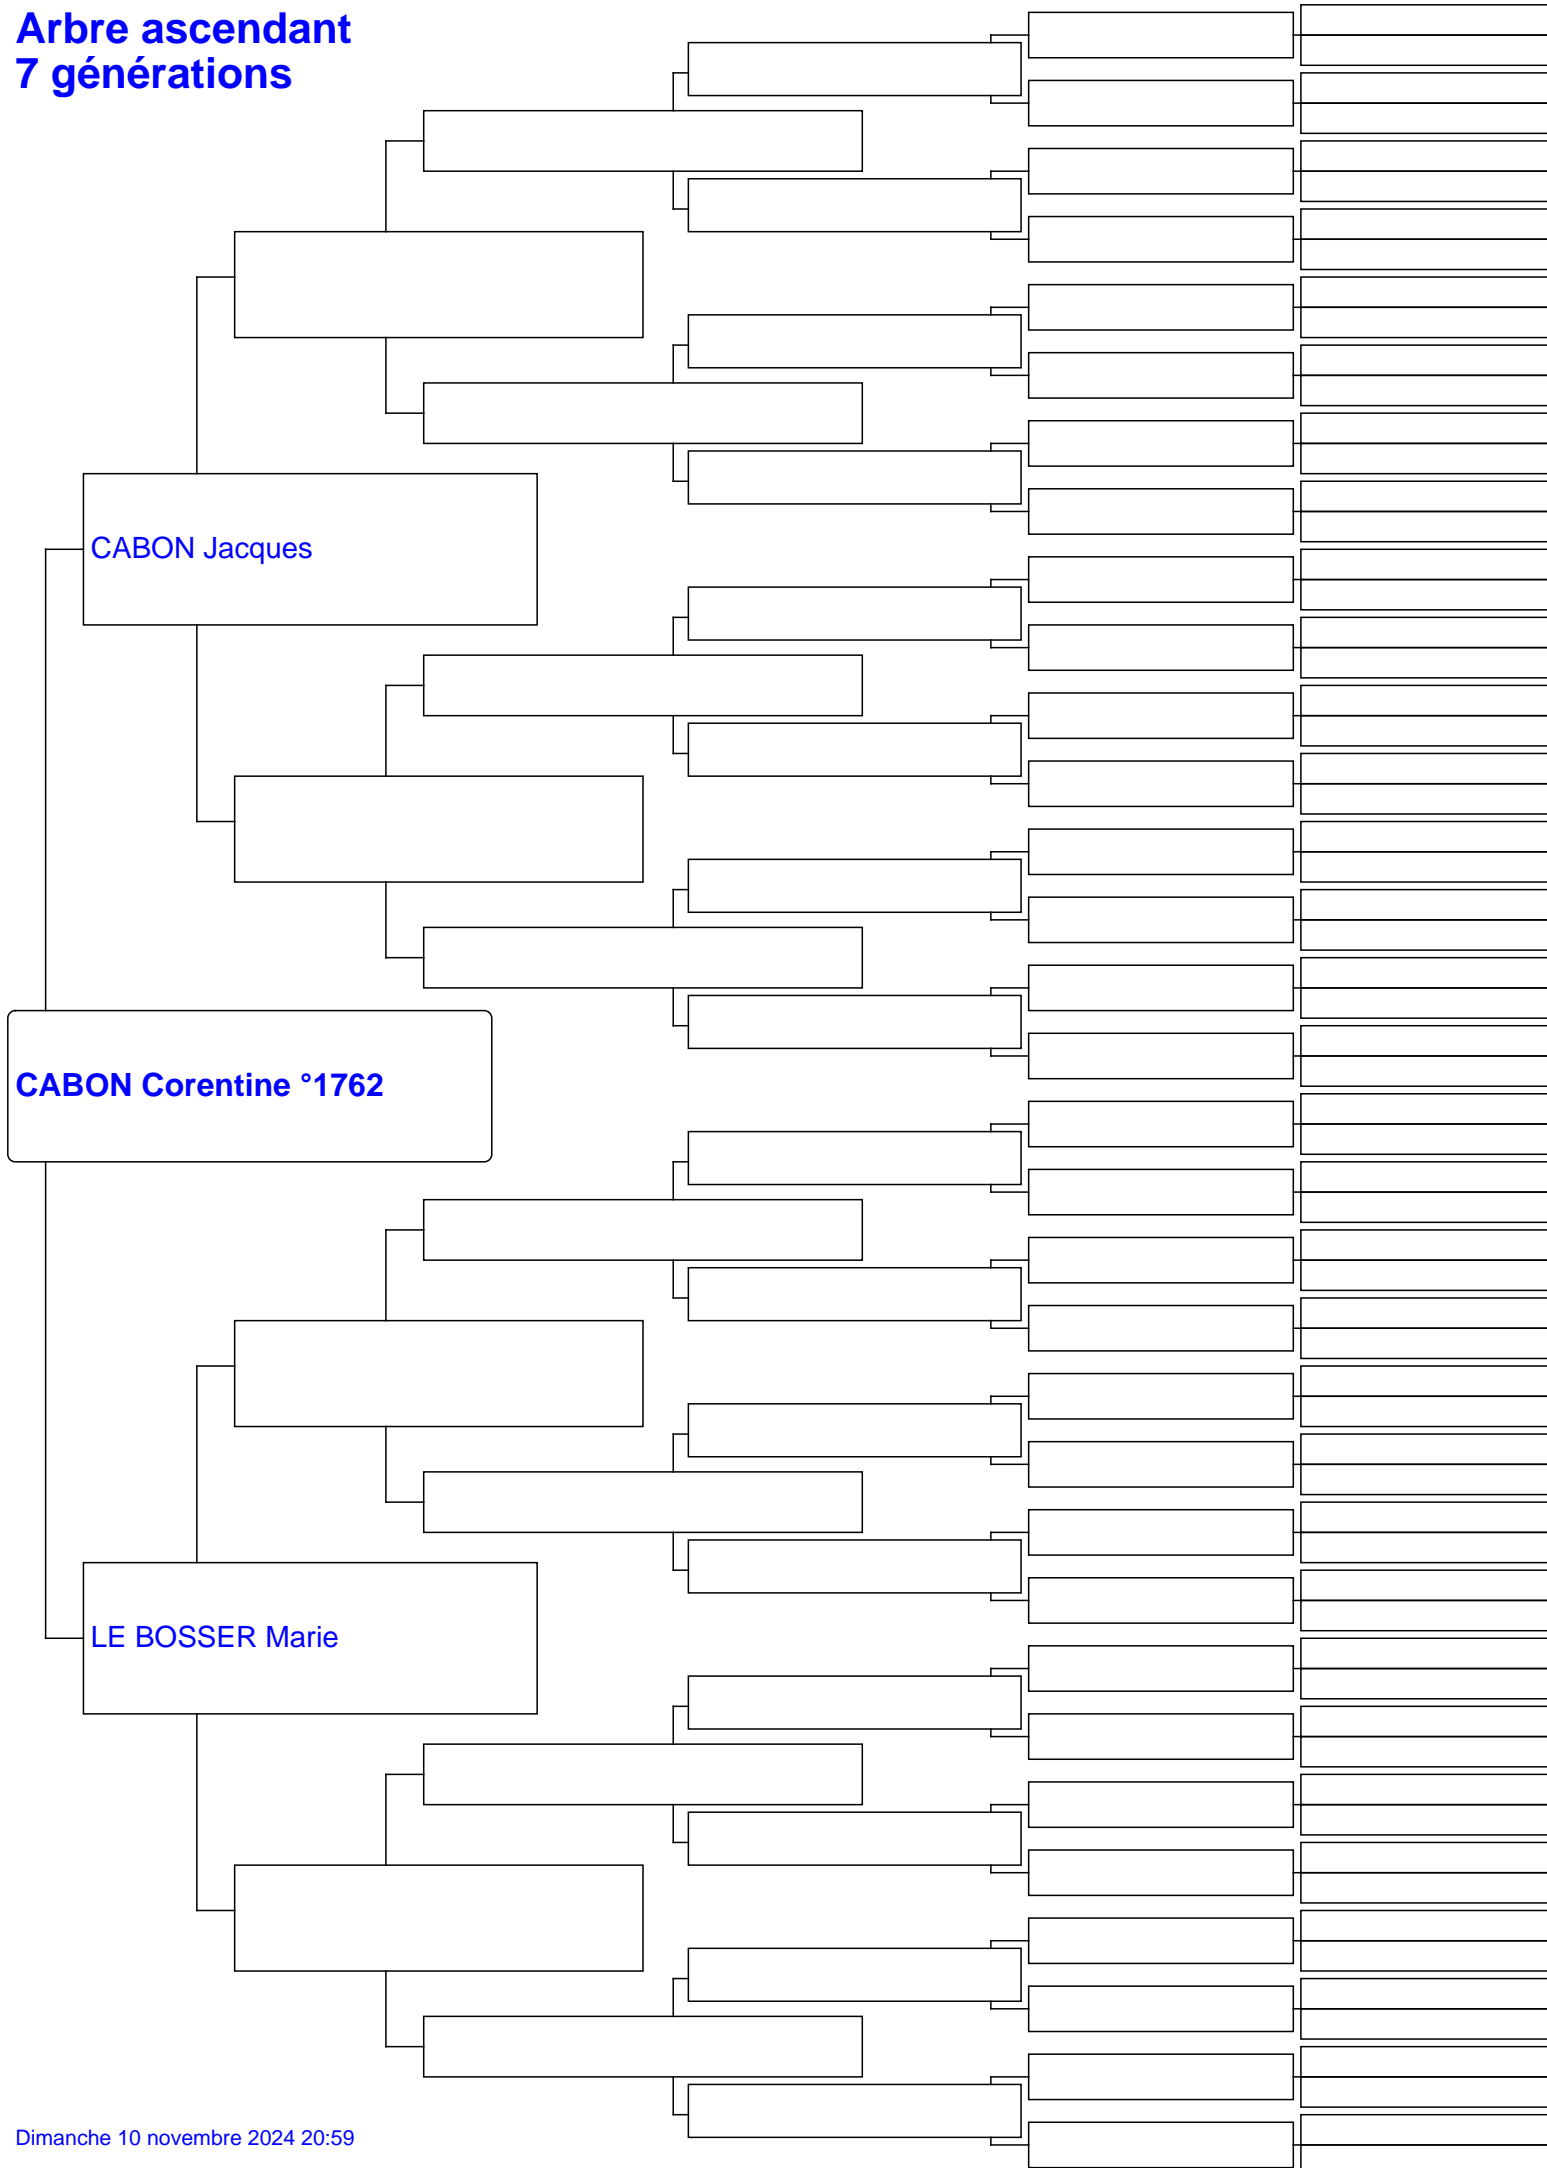 Arbre ascendant
7 générations
CABON Jacques
CABON Corentine °1762
LE BOSSER Marie
Dimanche 10 novembre 2024 20:59